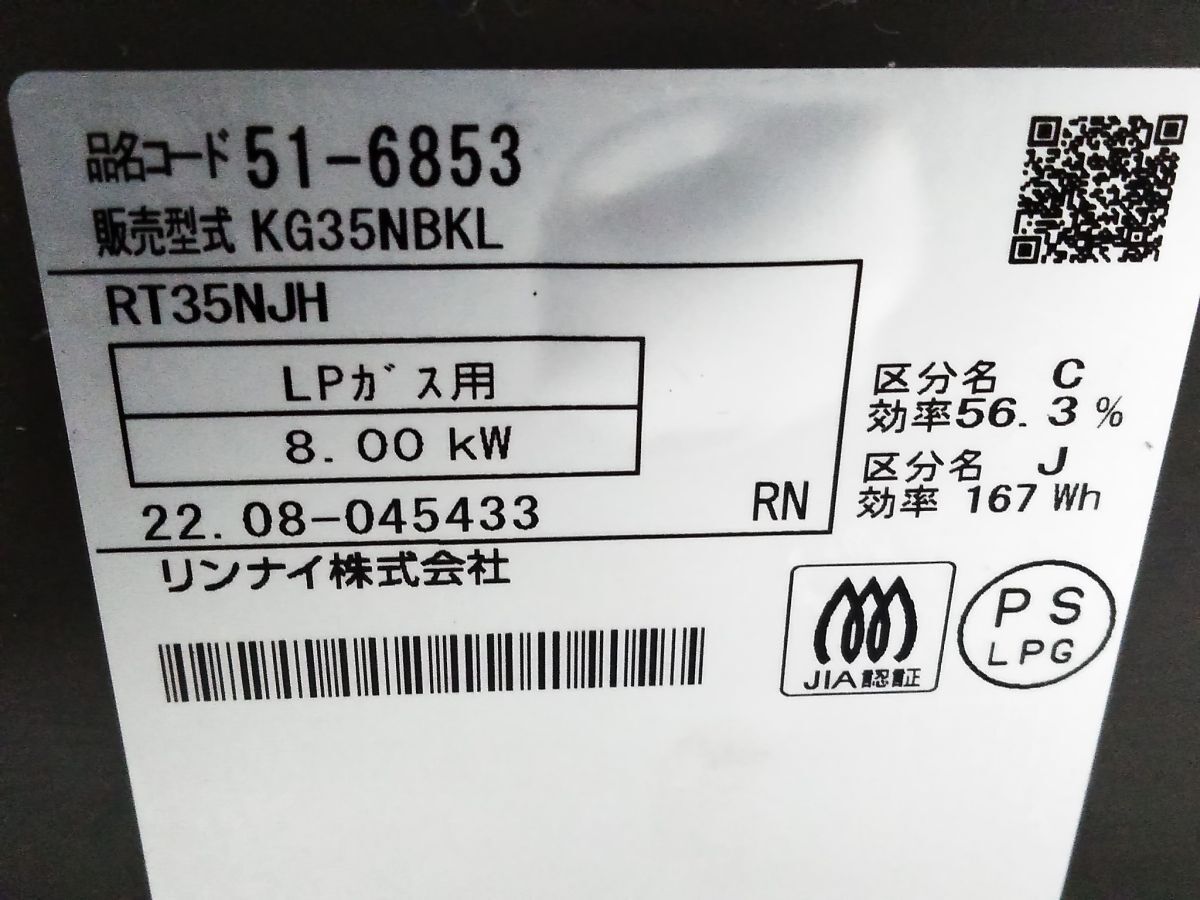 品名コード 51-6853
販売型式 KG35NBKL
RT35NJH
LPガス用
8.00 kW
22.08-045433
RN
リンナイ株式会社
区分名 C
効率56.3%
区分名 J
効率 167 Wh
JIA認証
PS
LPG